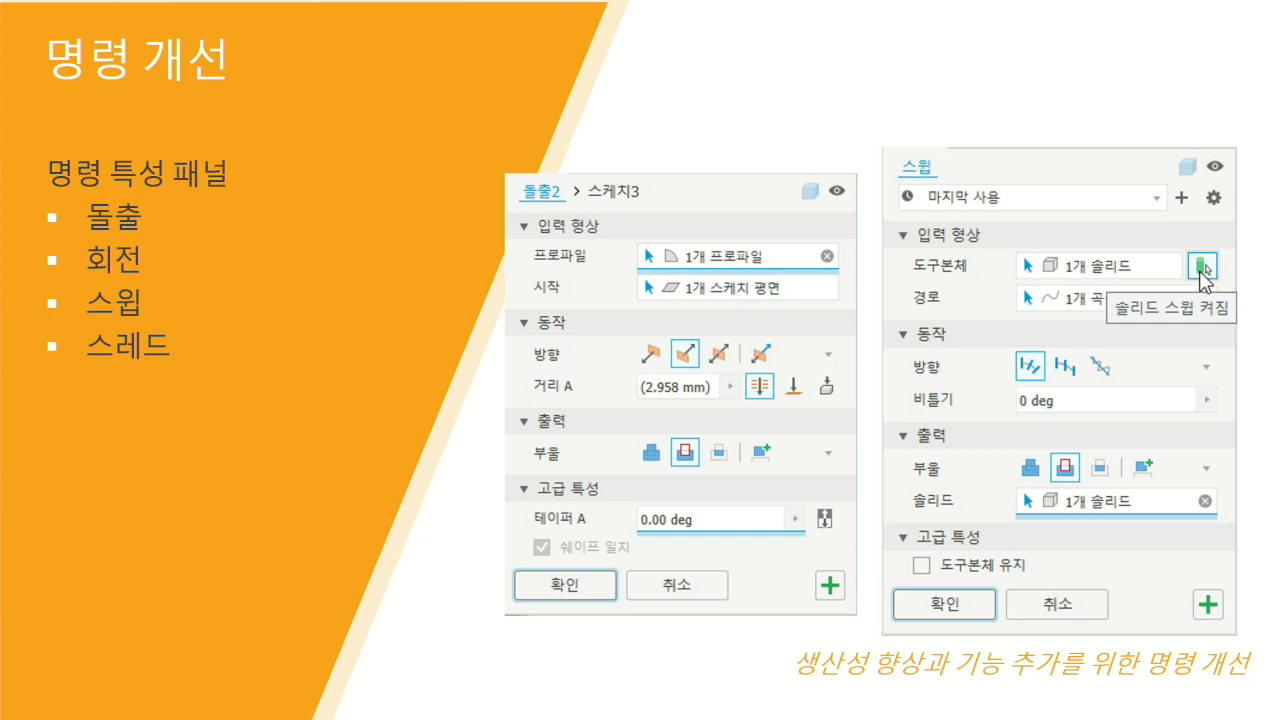 명령 개선
명령 특성 패널
▪ 돌출
▪ 회전
▪ 스윕
▪ 스레드
돌출2 > 스케치3
▼ 입력 형상
프로파일 1개 프로파일
시작 1개 스케치 평면
▼ 동작
방향
거리 A (2.958 mm)
▼ 출력
부울
▼ 고급 특성
테이퍼 A 0.00 deg
쉐이프 일치
확인 취소
스윕
마지막 사용
▼ 입력 형상
도구본체 1개 솔리드
경로 1개 곡
솔리드 스윕 켜짐
▼ 동작
방향
비틀기 0 deg
▼ 출력
부울
솔리드 1개 솔리드
▼ 고급 특성
도구본체 유지
확인 취소
생산성 향상과 기능 추가를 위한 명령 개선